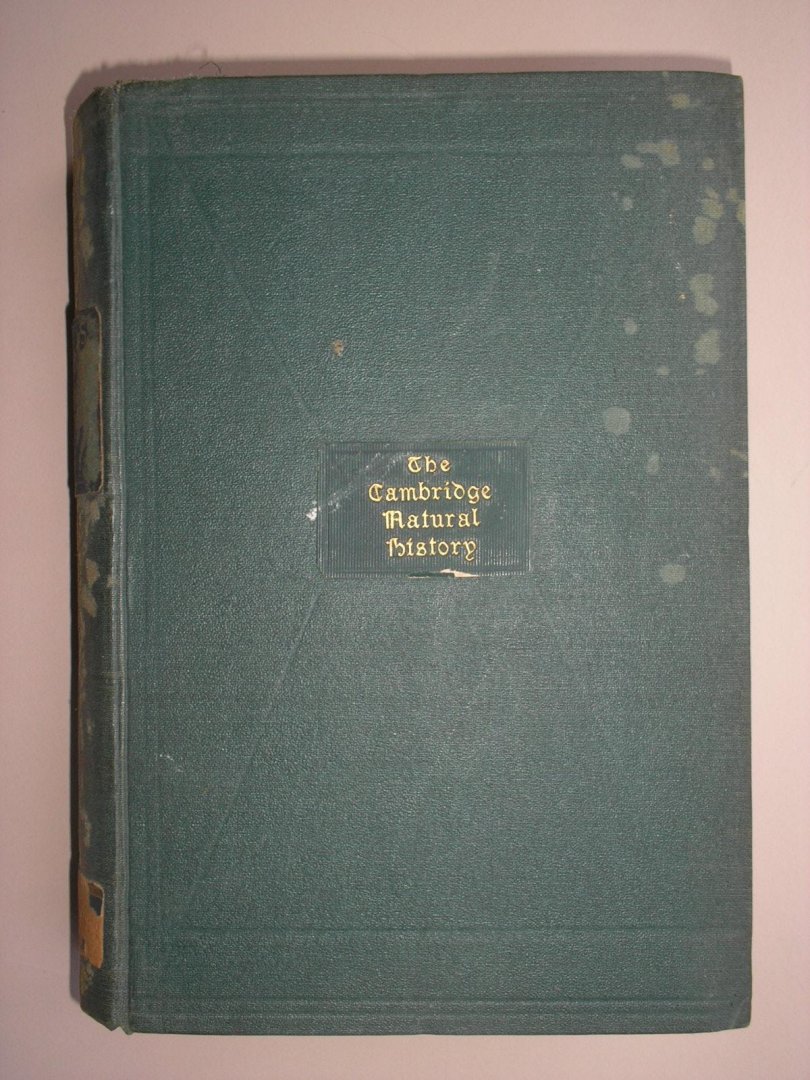 The
Cambridge
Natural
History